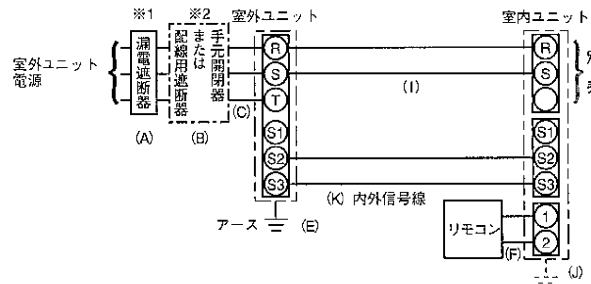 ※1
※2
室外ユニット
室内ユニット
室外ユニット
電源
漏電遮断器
配線用遮断器
または
手元開閉器
(A)
(B)
(C)
R
S
T
S1
S2
S3
(I)
R
S
S1
S2
S3
(K) 内外信号線
アース
(E)
リモコン
1
2
(F)
(J)